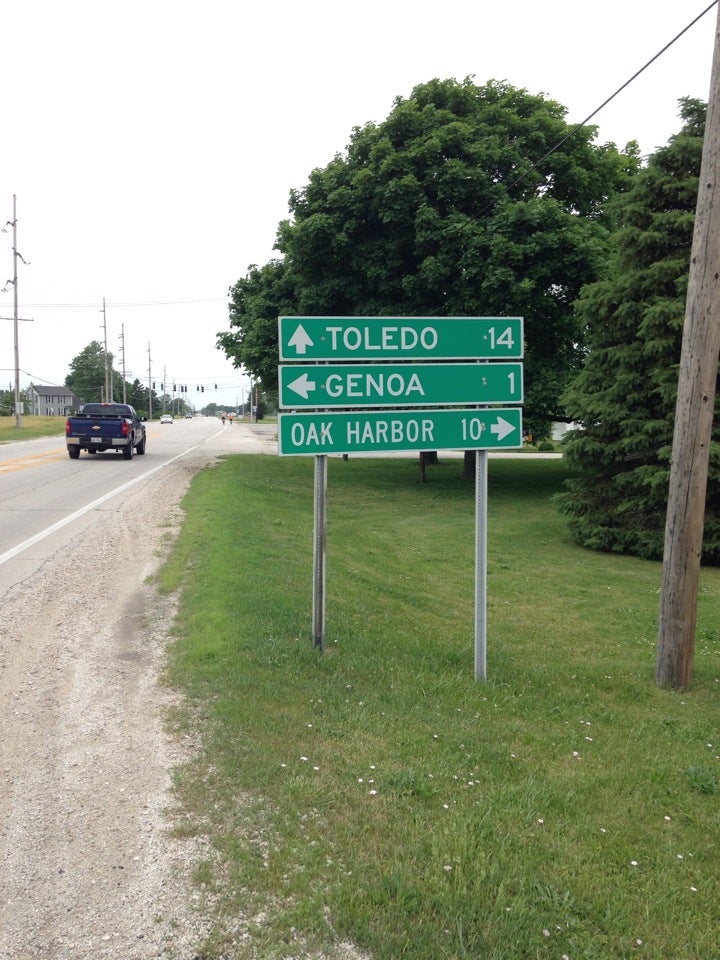 TOLEDO 14
GENOA 1
OAK HARBOR 10